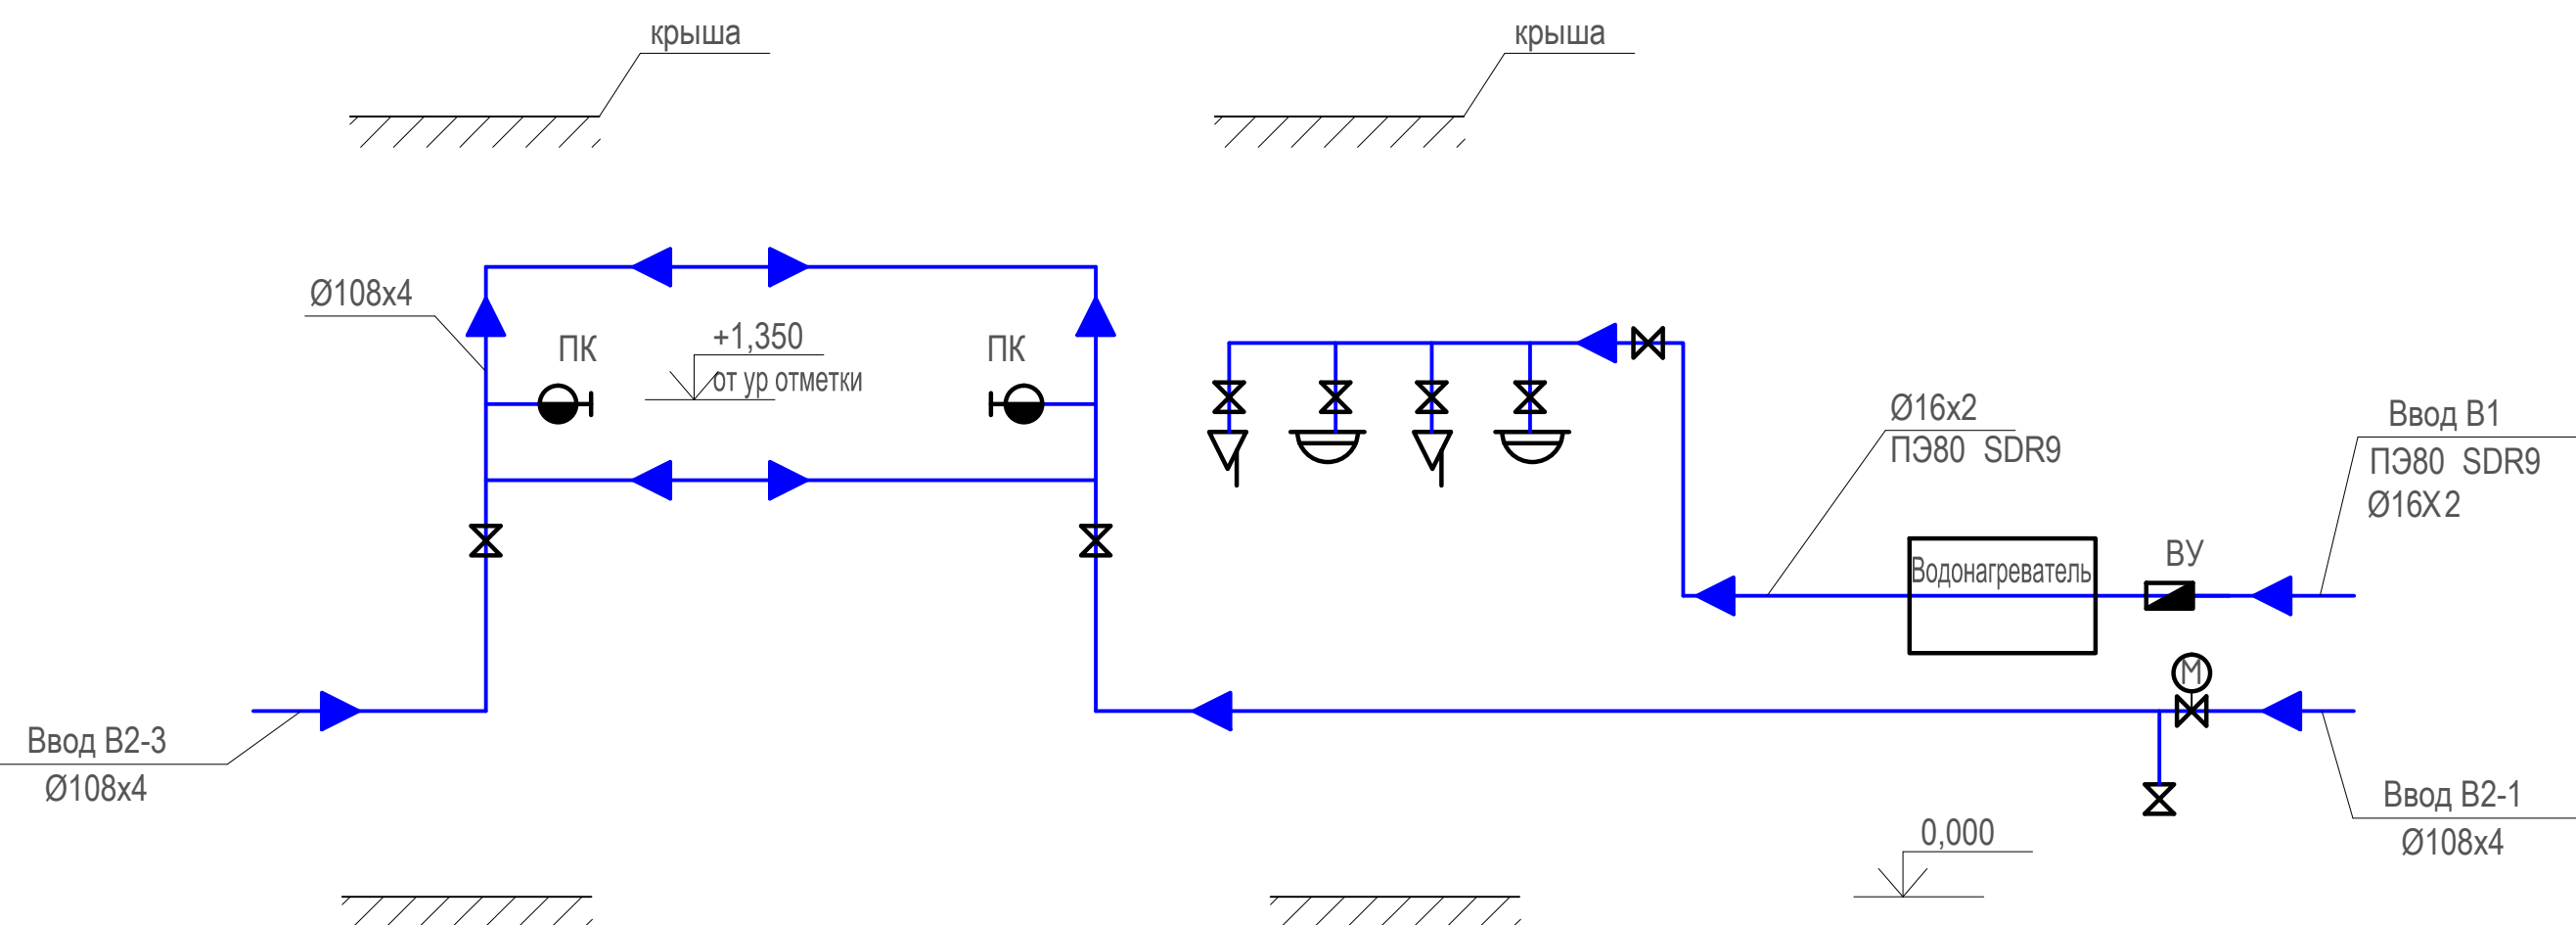 крыша
крыша
Ø108x4
ПК
+1,350
от ур отметки
ПК
Ø16x2
ПЭ80 SDR9
Ввод В1
ПЭ80 SDR9
Ø16X2
Водонагреватель
ВУ
М
Ввод В2-3
Ø108x4
Ввод В2-1
Ø108x4
0,000